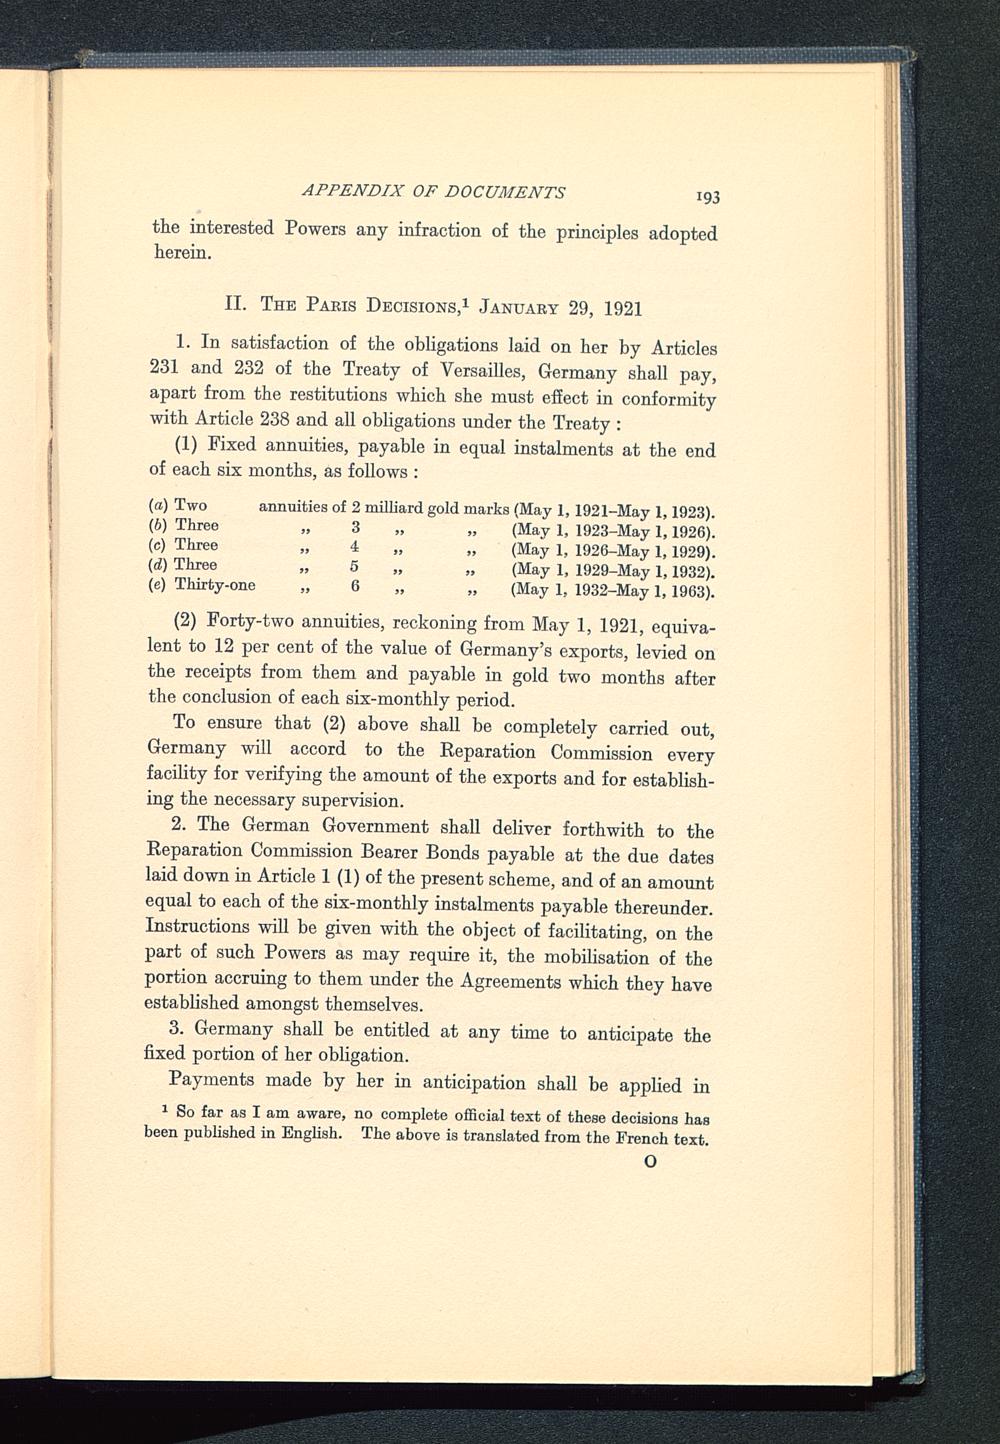 APPENDIX OF DOCUMENTS 193
the interested Powers any infraction of the principles adopted
herein.
II. The Paris Decisions,¹ January 29, 1921
1. In satisfaction of the obligations laid on her by Articles
231 and 232 of the Treaty of Versailles, Germany shall pay,
apart from the restitutions which she must effect in conformity
with Article 238 and all obligations under the Treaty :
(1) Fixed annuities, payable in equal instalments at the end
of each six months, as follows :
(a) Two annuities of 2 milliard gold marks (May 1, 1921–May 1, 1923).
(b) Three „ 3 „ „ (May 1, 1923–May 1, 1926).
(c) Three „ 4 „ „ (May 1, 1926–May 1, 1929).
(d) Three „ 5 „ „ (May 1, 1929–May 1, 1932).
(e) Thirty-one „ 6 „ „ (May 1, 1932–May 1, 1963).
(2) Forty-two annuities, reckoning from May 1, 1921, equiva-
lent to 12 per cent of the value of Germany's exports, levied on
the receipts from them and payable in gold two months after
the conclusion of each six-monthly period.
To ensure that (2) above shall be completely carried out,
Germany will accord to the Reparation Commission every
facility for verifying the amount of the exports and for establish-
ing the necessary supervision.
2. The German Government shall deliver forthwith to the
Reparation Commission Bearer Bonds payable at the due dates
laid down in Article 1 (1) of the present scheme, and of an amount
equal to each of the six-monthly instalments payable thereunder.
Instructions will be given with the object of facilitating, on the
part of such Powers as may require it, the mobilisation of the
portion accruing to them under the Agreements which they have
established amongst themselves.
3. Germany shall be entitled at any time to anticipate the
fixed portion of her obligation.
Payments made by her in anticipation shall be applied in
¹ So far as I am aware, no complete official text of these decisions has
been published in English. The above is translated from the French text.
O